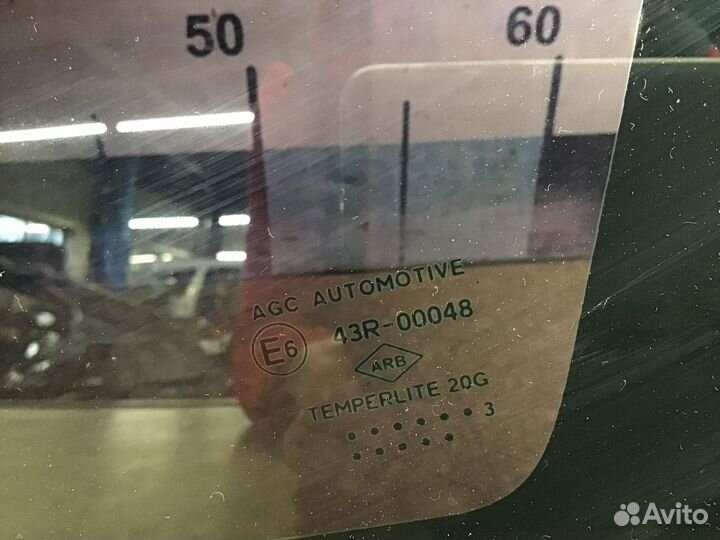 50 60
AGC AUTOMOTIVE
E6 43R-00048
ARB
TEMPERLITE 20G
3
Avito